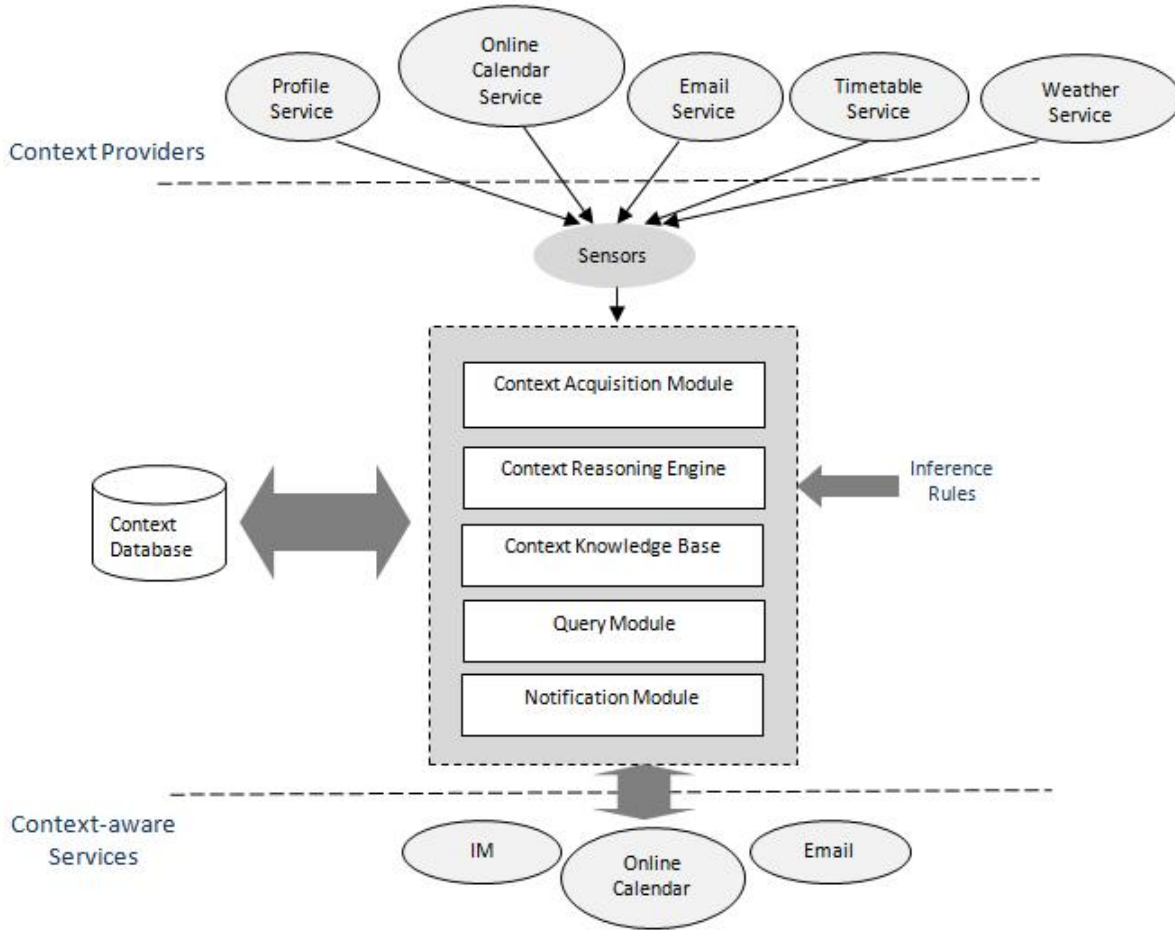 Profile
Service
Online
Calendar
Service
Email
Service
Timetable
Service
Weather
Service
Context Providers
Sensors
Context Acquisition Module
Context Reasoning Engine
Context Knowledge Base
Query Module
Notification Module
Context
Database
Inference
Rules
Context-aware
Services
IM
Online
Calendar
Email